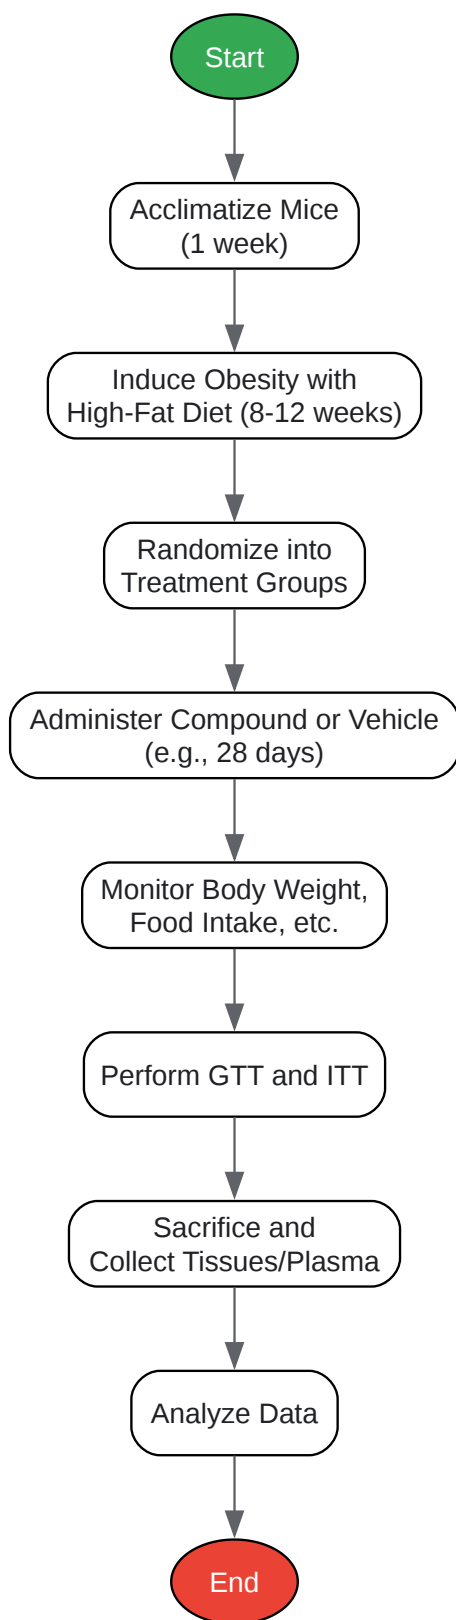 Start
Acclimatize Mice
(1 week)
Induce Obesity with
High-Fat Diet (8-12 weeks)
Randomize into
Treatment Groups
Administer Compound or Vehicle
(e.g., 28 days)
Monitor Body Weight,
Food Intake, etc.
Perform GTT and ITT
Sacrifice and
Collect Tissues/Plasma
Analyze Data
End